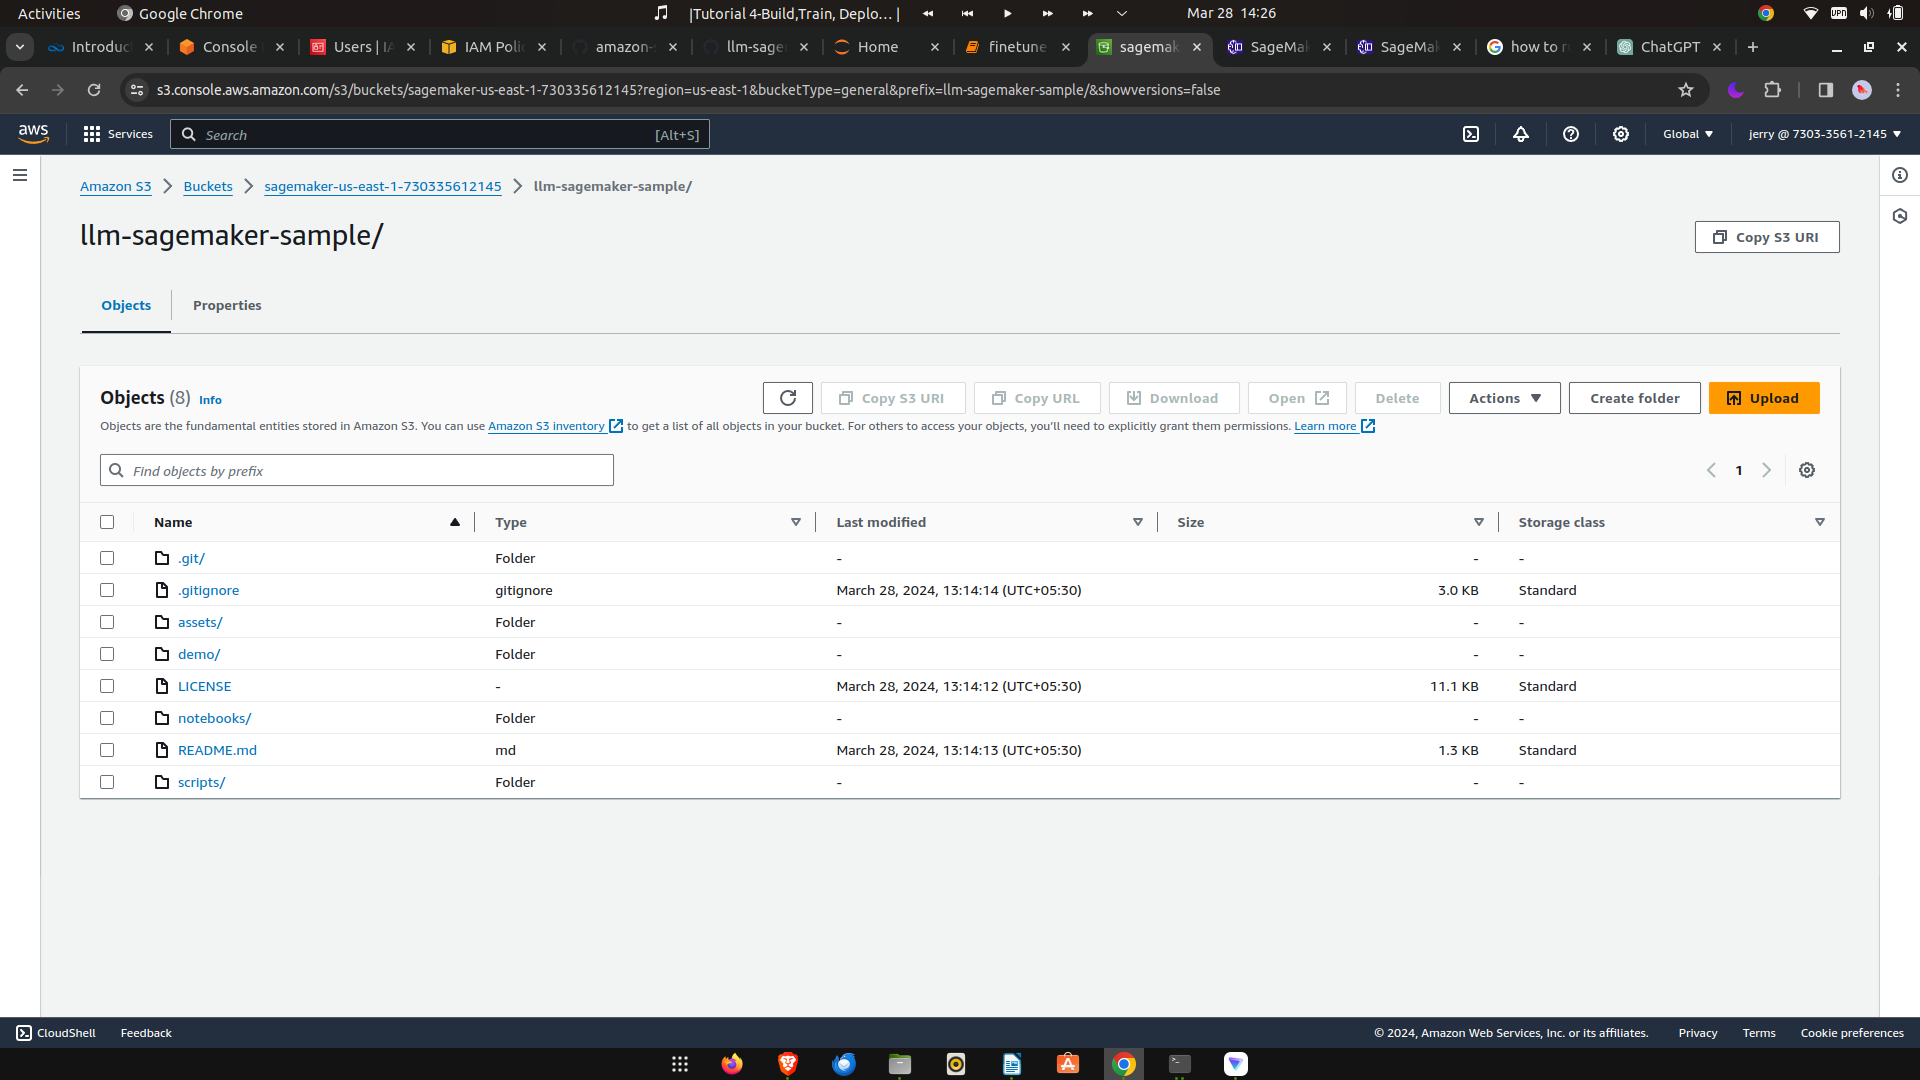 Activities Google Chrome |Tutorial 4-Build,Train, Deplo... | Mar 28 14:26
Introduc Console Users | IA IAM Poli amazon- llm-sage Home finetune sagemak SageMak SageMak how to r ChatGPT
s3.console.aws.amazon.com/s3/buckets/sagemaker-us-east-1-730335612145?region=us-east-1&bucketType=general&prefix=llm-sagemaker-sample/&showversions=false
aws Services Search [Alt+S] Global jerry @ 7303-3561-2145
Amazon S3 Buckets sagemaker-us-east-1-730335612145 llm-sagemaker-sample/
llm-sagemaker-sample/
Copy S3 URI
Objects Properties
Objects (8) Info
Copy S3 URI Copy URL Download Open Delete Actions Create folder Upload
Objects are the fundamental entities stored in Amazon S3. You can use Amazon S3 inventory to get a list of all objects in your bucket. For others to access your objects, you'll need to explicitly grant them permissions. Learn more
Find objects by prefix 1
Name Type Last modified Size Storage class
.git/ Folder - - -
.gitignore gitignore March 28, 2024, 13:14:14 (UTC+05:30) 3.0 KB Standard
assets/ Folder - - -
demo/ Folder - - -
LICENSE - March 28, 2024, 13:14:12 (UTC+05:30) 11.1 KB Standard
notebooks/ Folder - - -
README.md md March 28, 2024, 13:14:13 (UTC+05:30) 1.3 KB Standard
scripts/ Folder - - -
CloudShell Feedback © 2024, Amazon Web Services, Inc. or its affiliates. Privacy Terms Cookie preferences